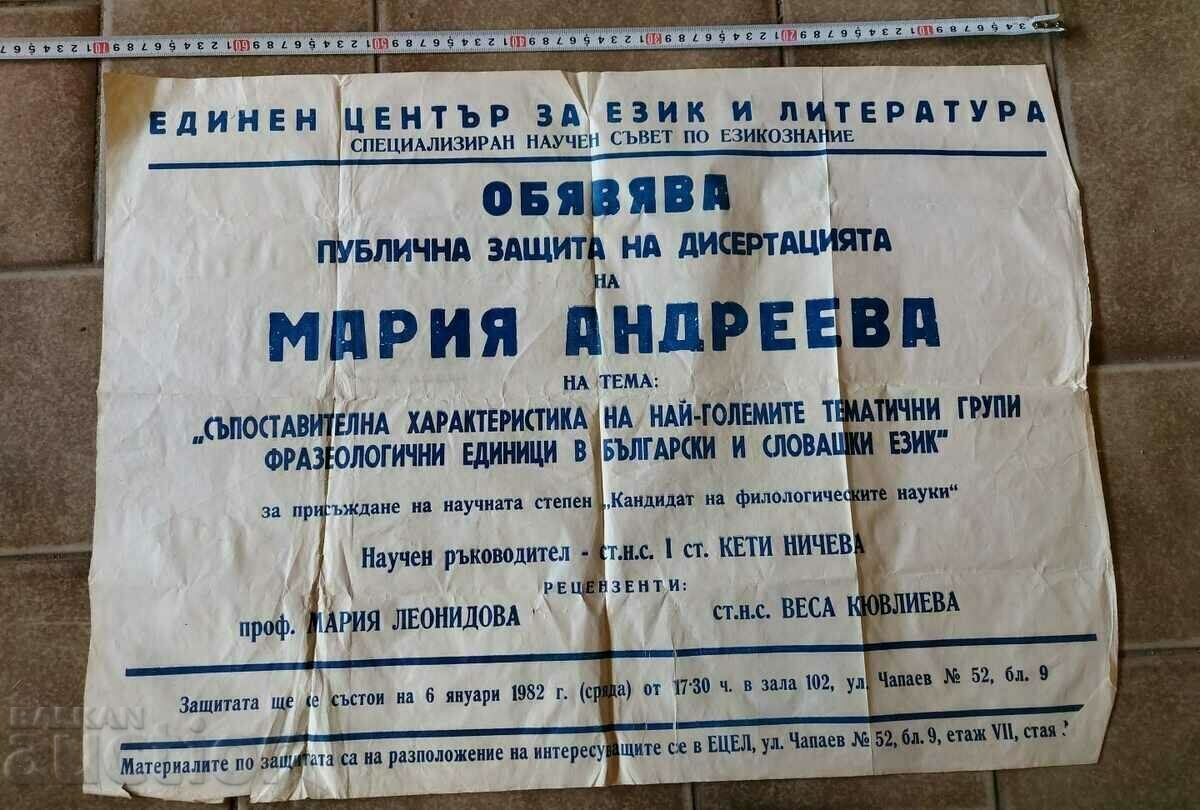 ЕДИНЕН ЦЕНТЪР ЗА ЕЗИК И ЛИТЕРАТУРА
СПЕЦИАЛИЗИРАН НАУЧЕН СЪВЕТ ПО ЕЗИКОЗНАНИЕ
ОБЯВЯВА
ПУБЛИЧНА ЗАЩИТА НА ДИСЕРТАЦИЯТА
НА
МАРИЯ АНДРЕЕВА
НА ТЕМА:
„СЪПОСТАВИТЕЛНА ХАРАКТЕРИСТИКА НА НАЙ-ГОЛЕМИТЕ ТЕМАТИЧНИ ГРУПИ
ФРАЗЕОЛОГИЧНИ ЕДИНИЦИ В БЪЛГАРСКИ И СЛОВАШКИ ЕЗИК“
за присъждане на научната степен „Кандидат на филологическите науки“
Научен ръководител - ст.н.с. I ст. КЕТИ НИЧЕВА
РЕЦЕНЗЕНТИ:
проф. МАРИЯ ЛЕОНИДОВА ст.н.с. ВЕСА КЮВЛИЕВА
Защитата ще се състои на 6 януари 1982 г. (сряда) от 17·30 ч. в зала 102, ул. Чапаев № 52, бл. 9
Материалите по защитата са на разположение на интересуващите се в ЕЦЕЛ, ул. Чапаев № 52, бл. 9, етаж VII, стая
BALKAN
auction